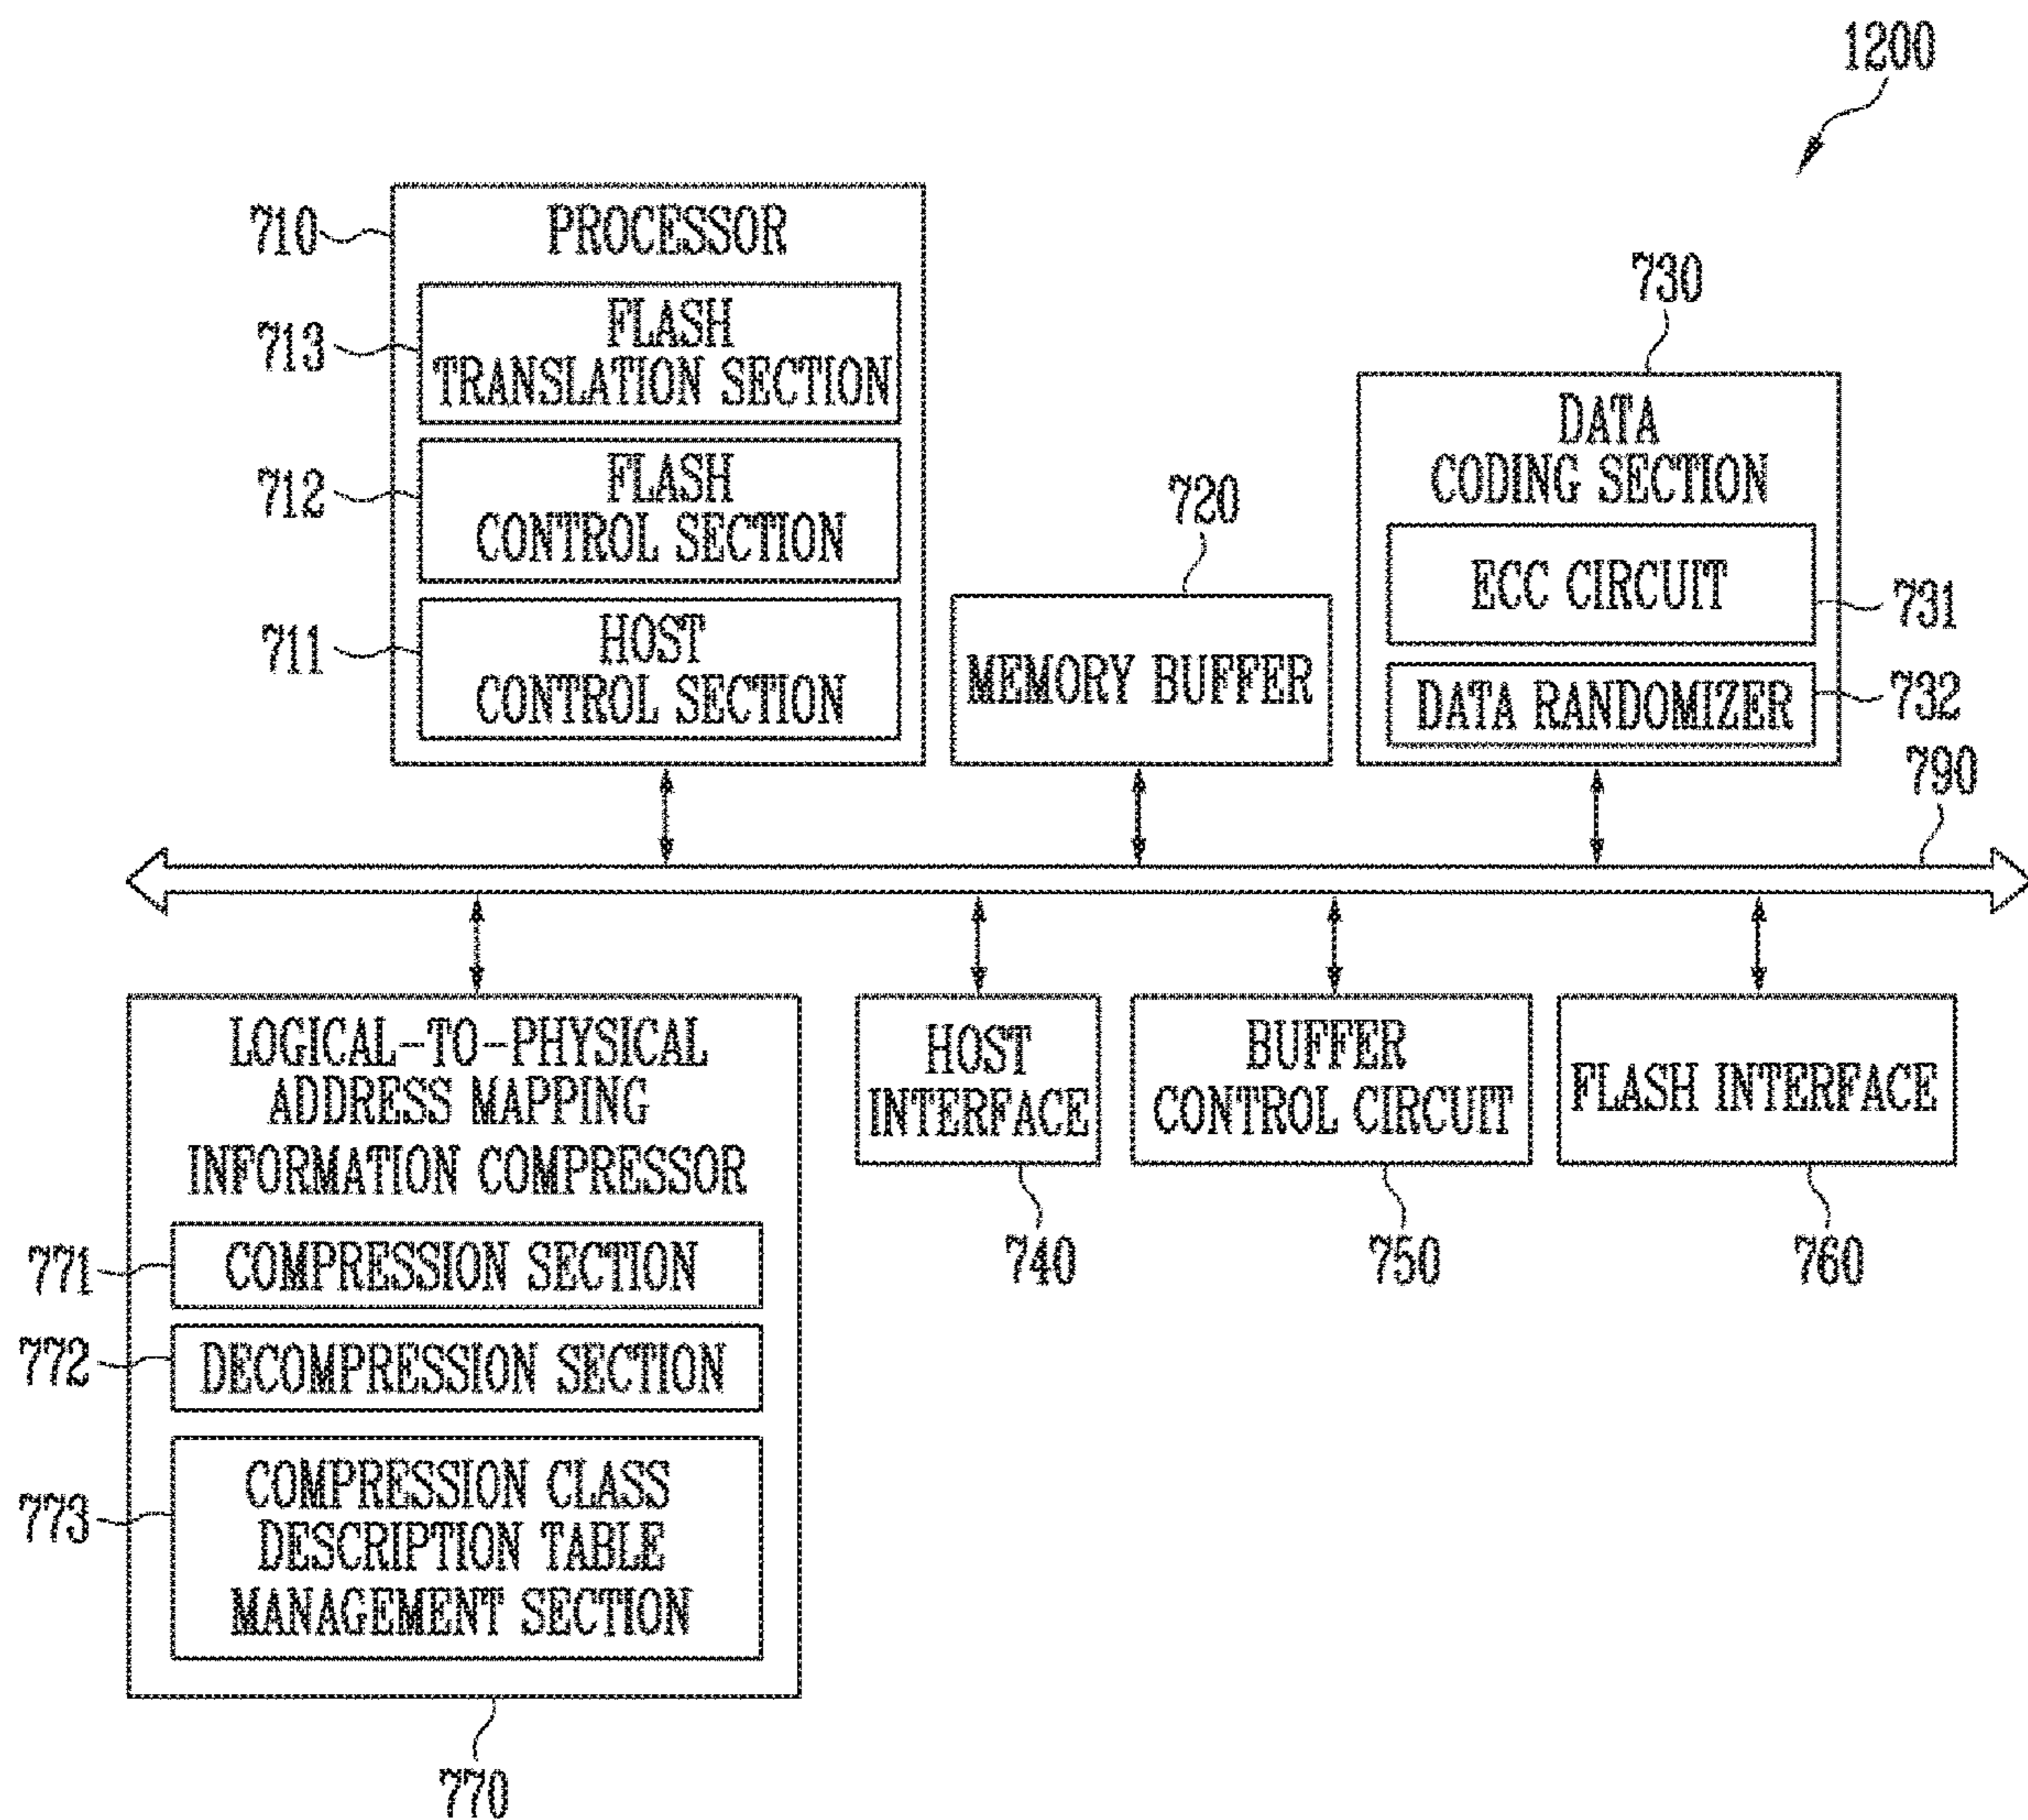 1200
710
PROCESSOR
713
FLASH
TRANSLATION SECTION
712
FLASH
CONTROL SECTION
711
HOST
CONTROL SECTION
720
MEMORY BUFFER
730
DATA
CODING SECTION
ECC CIRCUIT
731
DATA RANDOMIZER
732
790
LOGICAL-TO-PHYSICAL
ADDRESS MAPPING
INFORMATION COMPRESSOR
771
COMPRESSION SECTION
772
DECOMPRESSION SECTION
773
COMPRESSION CLASS
DESCRIPTION TABLE
MANAGEMENT SECTION
770
HOST
INTERFACE
740
BUFFER
CONTROL CIRCUIT
750
FLASH INTERFACE
760